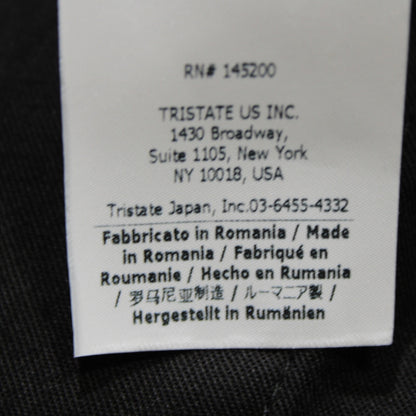 RN# 145200
TRISTATE US INC.
1430 Broadway,
Suite 1105, New York
NY 10018, USA
Tristate Japan, Inc.03-6455-4332
Fabbricato in Romania / Made
in Romania / Fabriqué en
Roumanie / Hecho en Rumania
/ 罗马尼亚制造 / ルーマニア製 /
Hergestellt in Rumänien